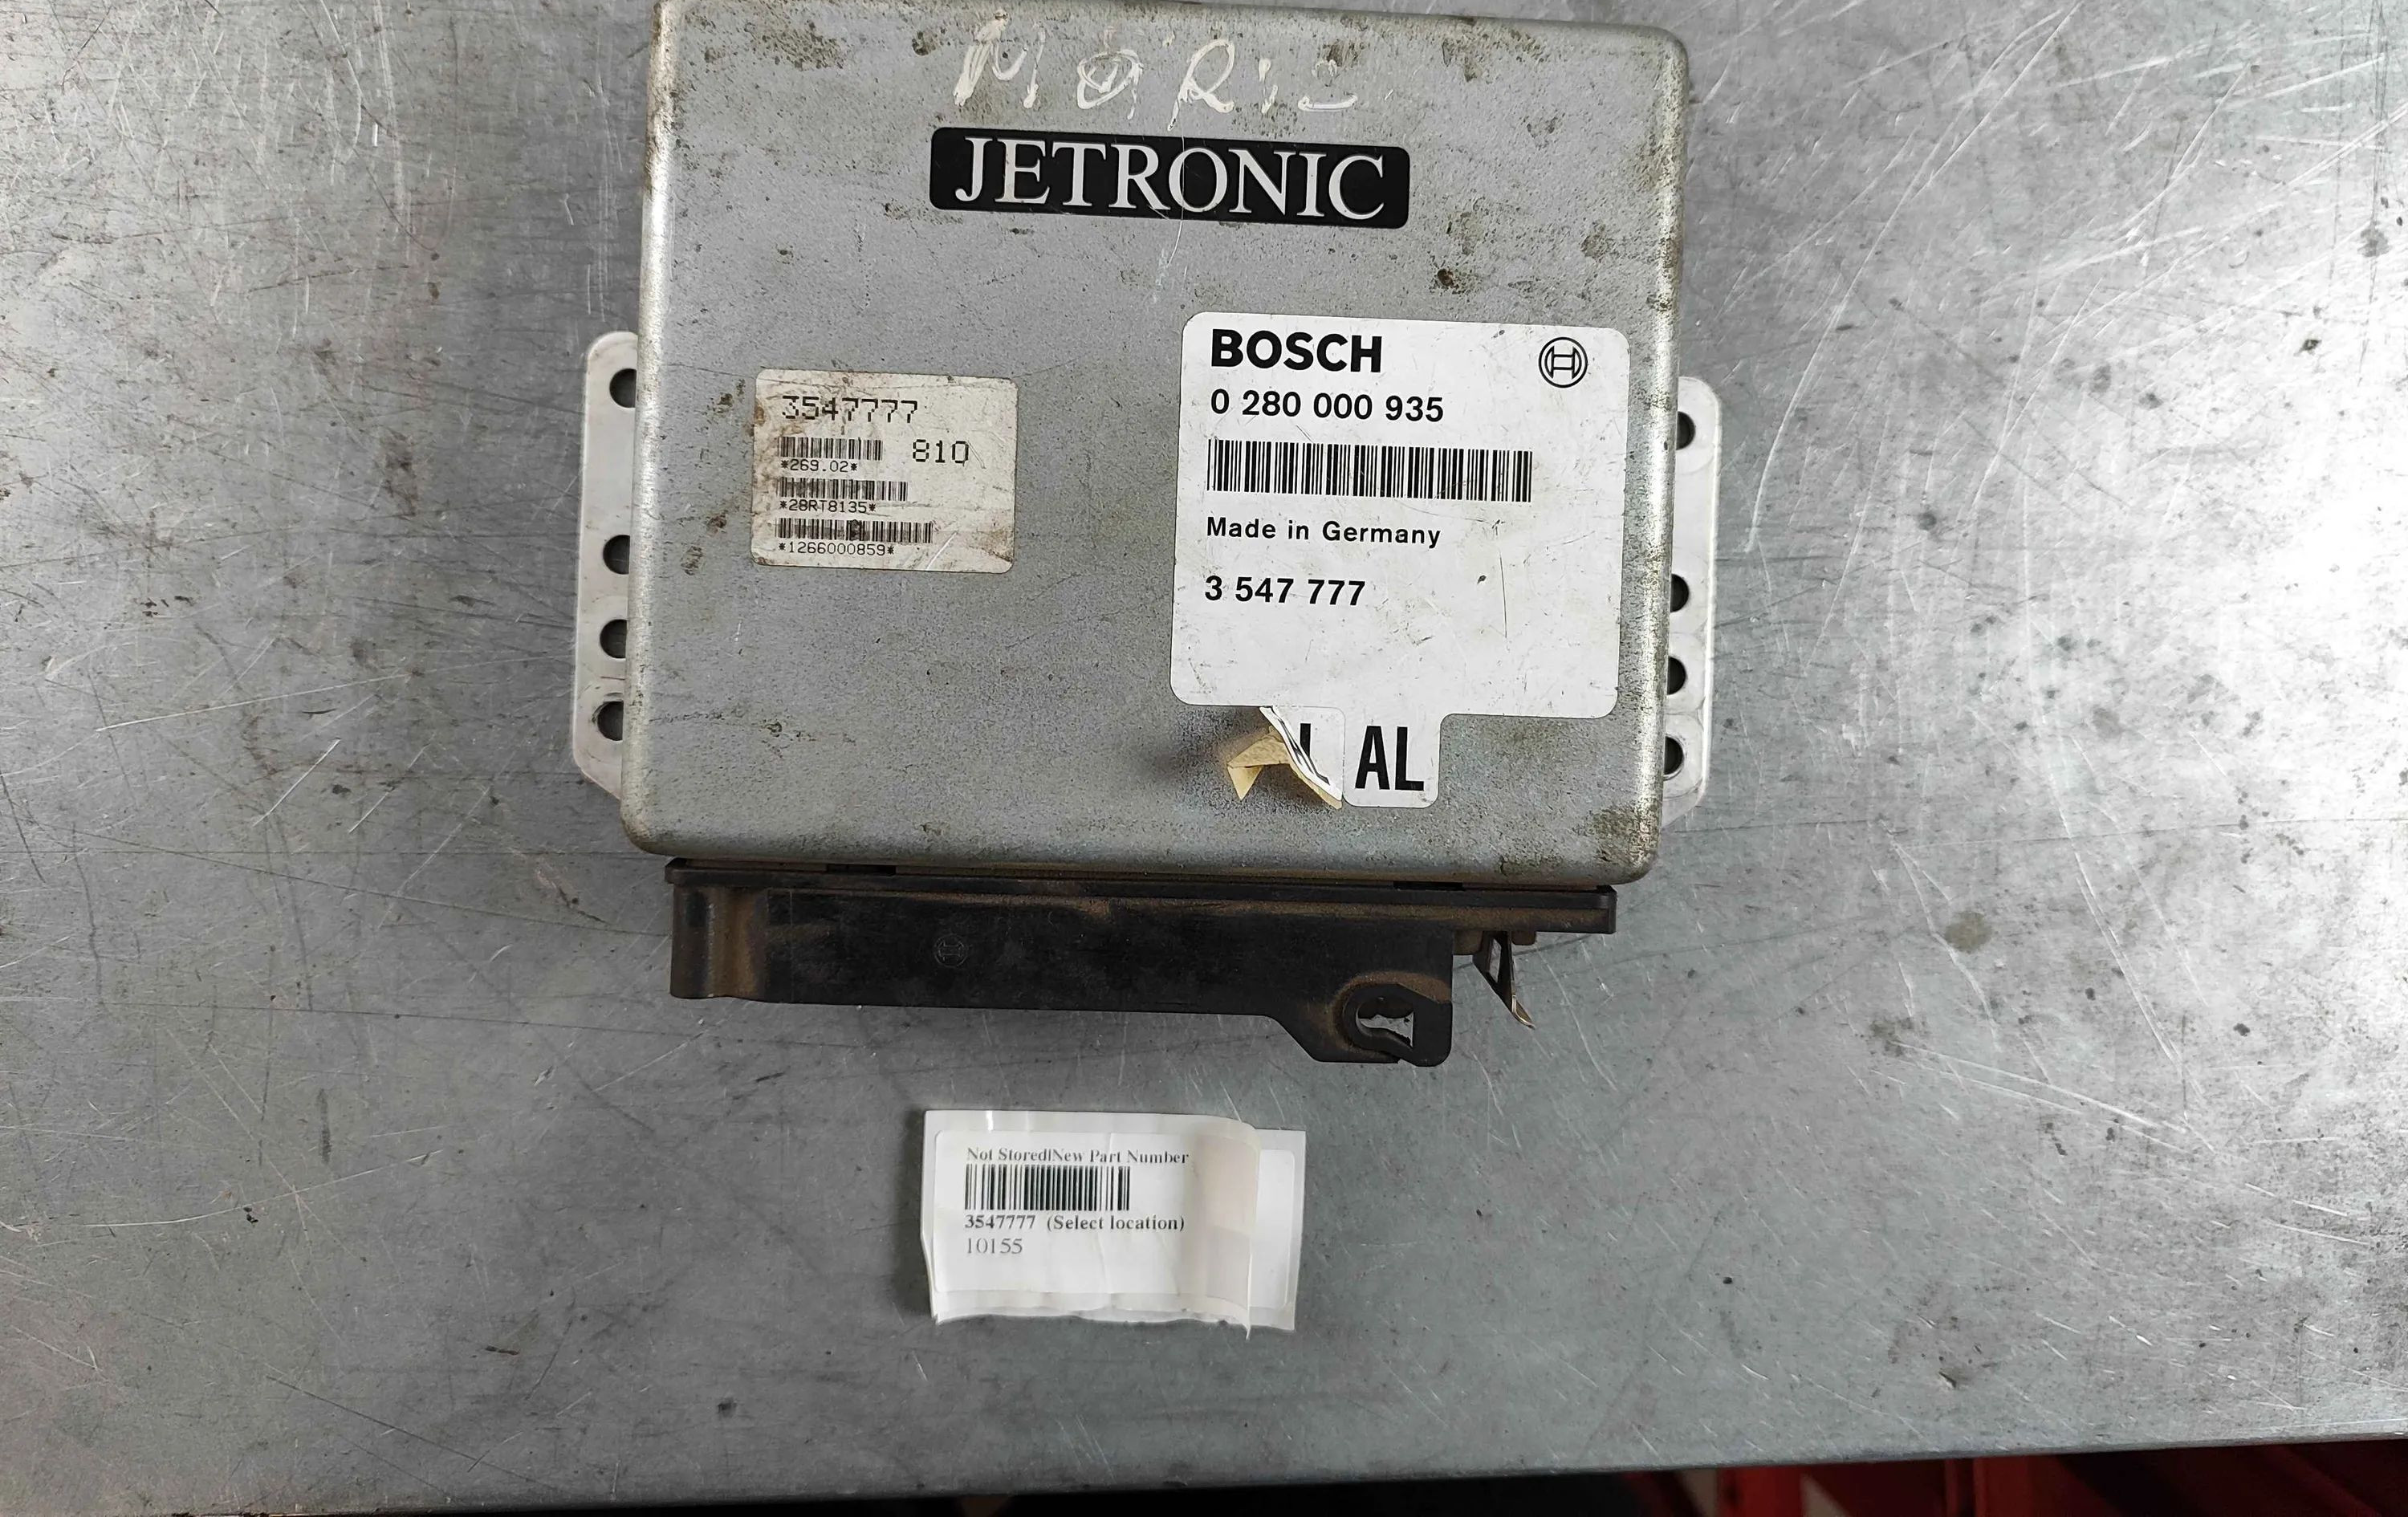 JETRONIC
3547777
810
*269.02*
*28RT8135*
*1266000859*
BOSCH
0 280 000 935
Made in Germany
3 547 777
AL
Not Stored|New Part Number
3547777 (Select location)
10155